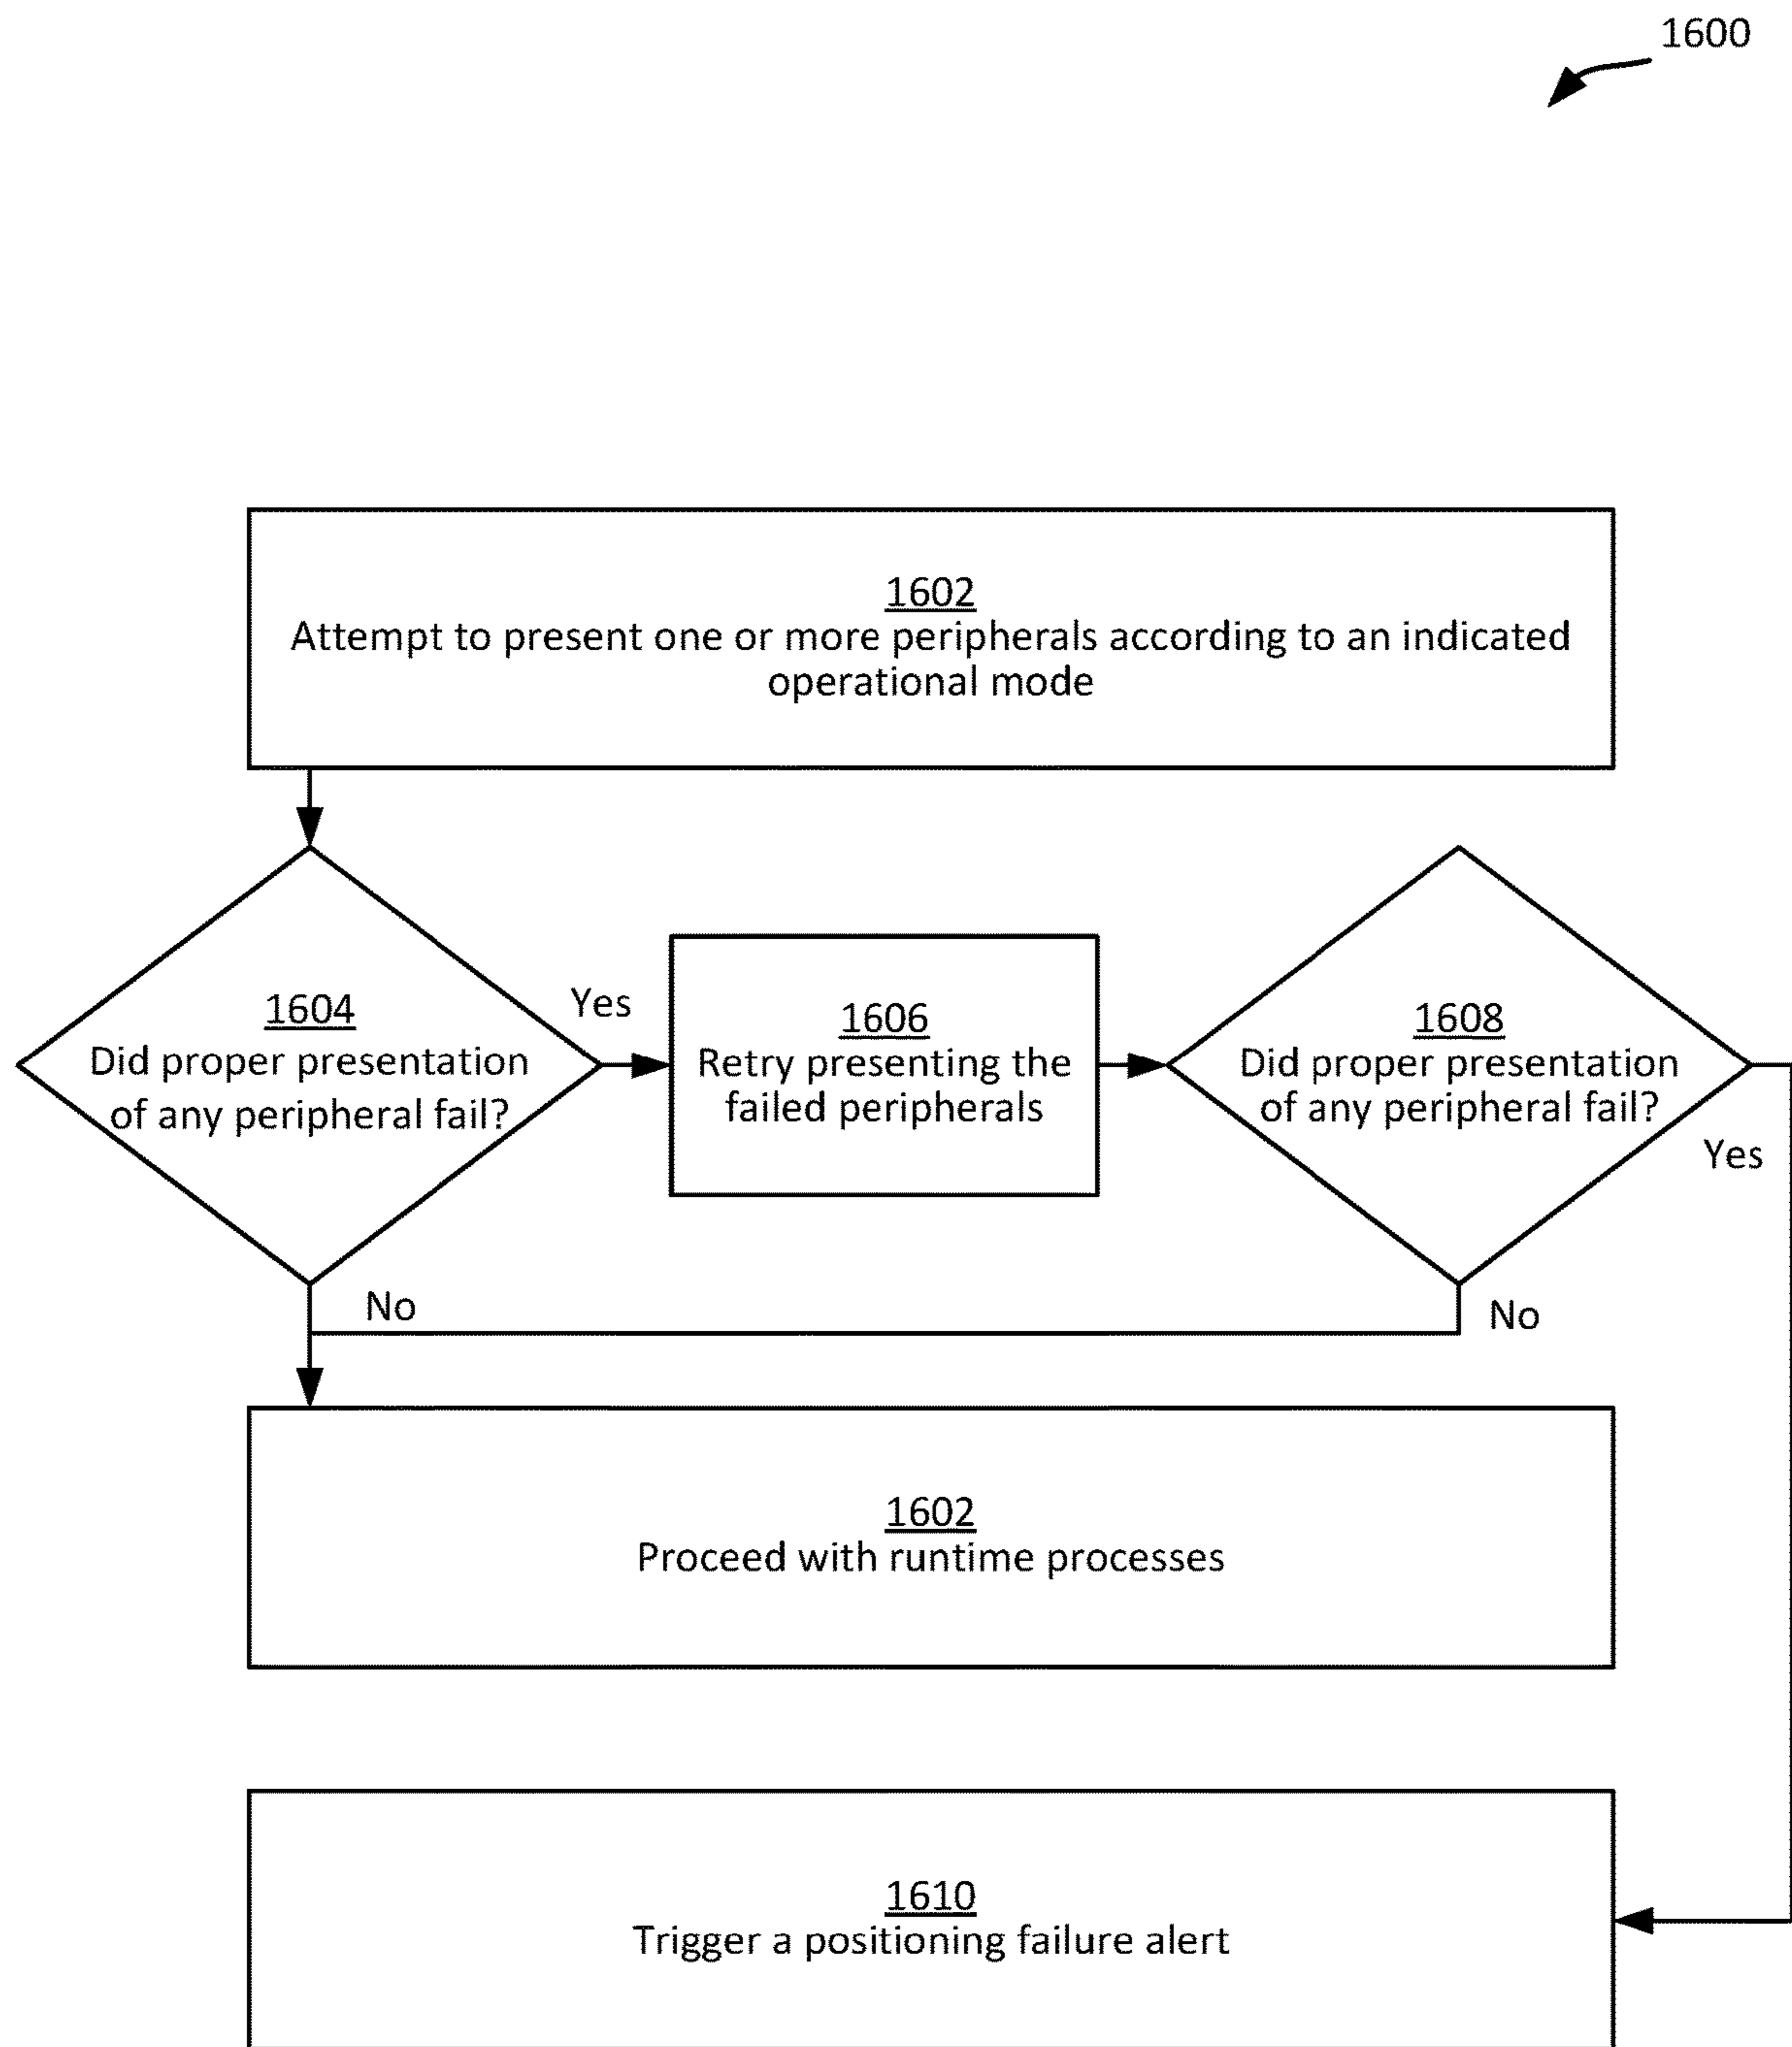 1600
1602
Attempt to present one or more peripherals according to an indicated
operational mode
1604
Did proper presentation
of any peripheral fail?
Yes
1606
Retry presenting the
failed peripherals
1608
Did proper presentation
of any peripheral fail?
Yes
No
No
1602
Proceed with runtime processes
1610
Trigger a positioning failure alert